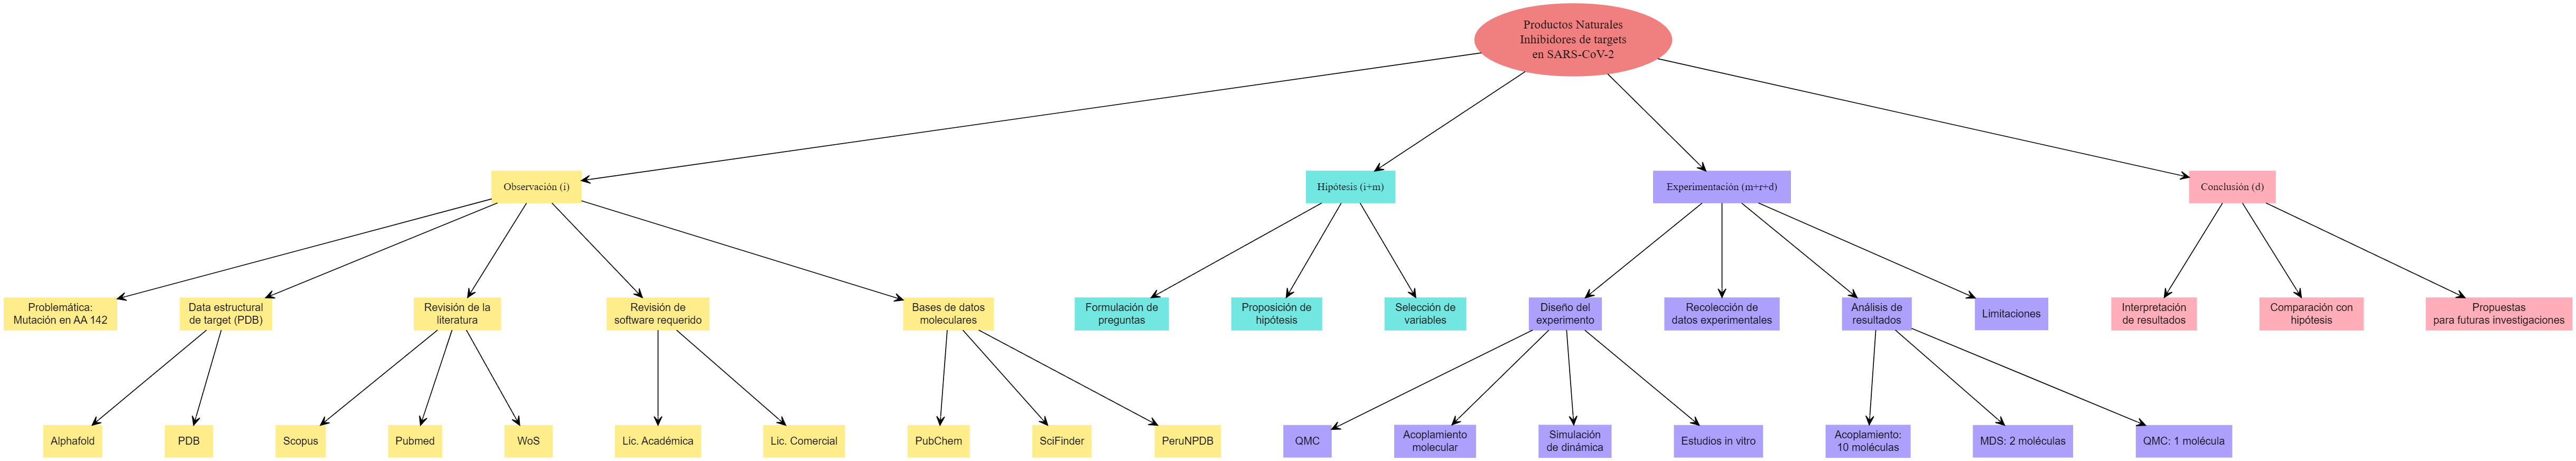 Productos Naturales
Inhibidores de targets
en SARS-CoV-2
Observación (i)
Hipótesis (i+m)
Experimentación (m+r+d)
Conclusión (d)
Problemática:
Mutación en AA 142
Data estructural
de target (PDB)
Revisión de la
literatura
Revisión de
software requerido
Bases de datos
moleculares
Formulación de
preguntas
Proposición de
hipótesis
Selección de
variables
Diseño del
experimento
Recolección de
datos experimentales
Análisis de
resultados
Limitaciones
Interpretación
de resultados
Comparación con
hipótesis
Propuestas
para futuras investigaciones
Alphafold
PDB
Scopus
Pubmed
WoS
Lic. Académica
Lic. Comercial
PubChem
SciFinder
PeruNPDB
QMC
Acoplamiento
molecular
Simulación
de dinámica
Estudios in vitro
Acoplamiento:
10 moléculas
MDS: 2 moléculas
QMC: 1 molécula